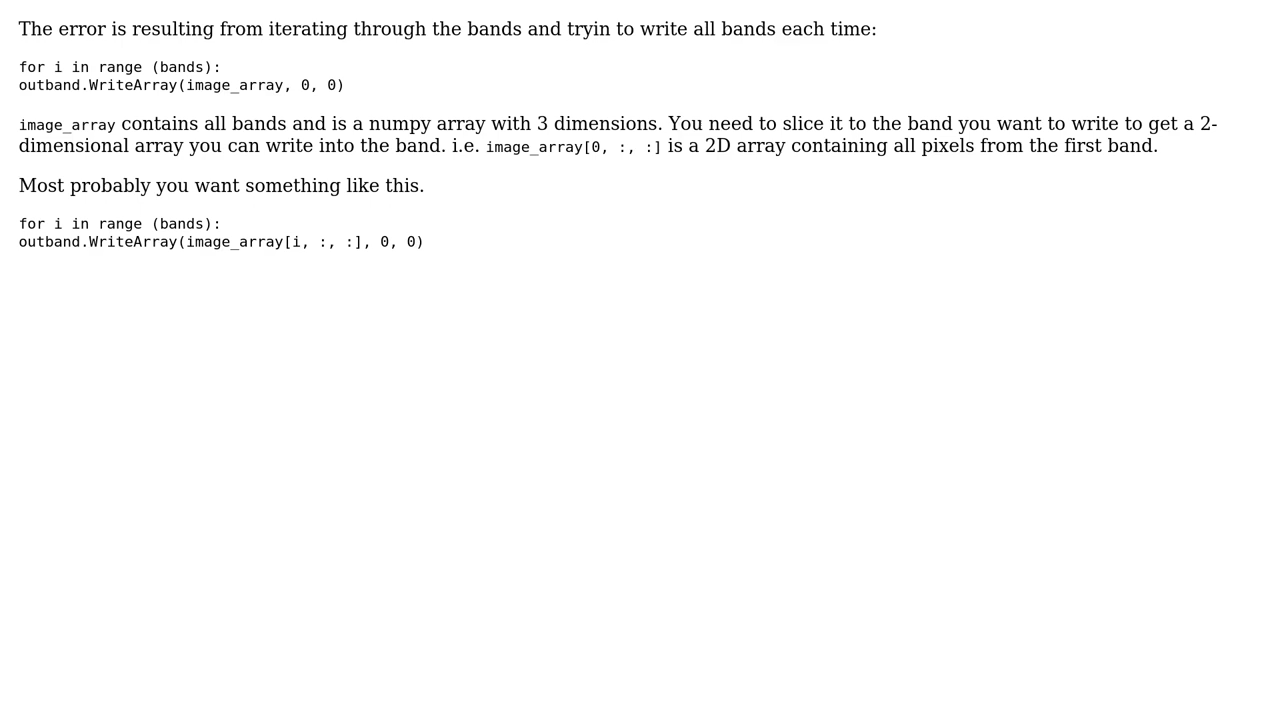 The error is resulting from iterating through the bands and tryin to write all bands each time:
for i in range (bands):
outband.WriteArray(image_array, 0, 0)
image_array contains all bands and is a numpy array with 3 dimensions. You need to slice it to the band you want to write to get a 2-
dimensional array you can write into the band. i.e. image_array[0, :, :] is a 2D array containing all pixels from the first band.
Most probably you want something like this.
for i in range (bands):
outband.WriteArray(image_array[i, :, :], 0, 0)